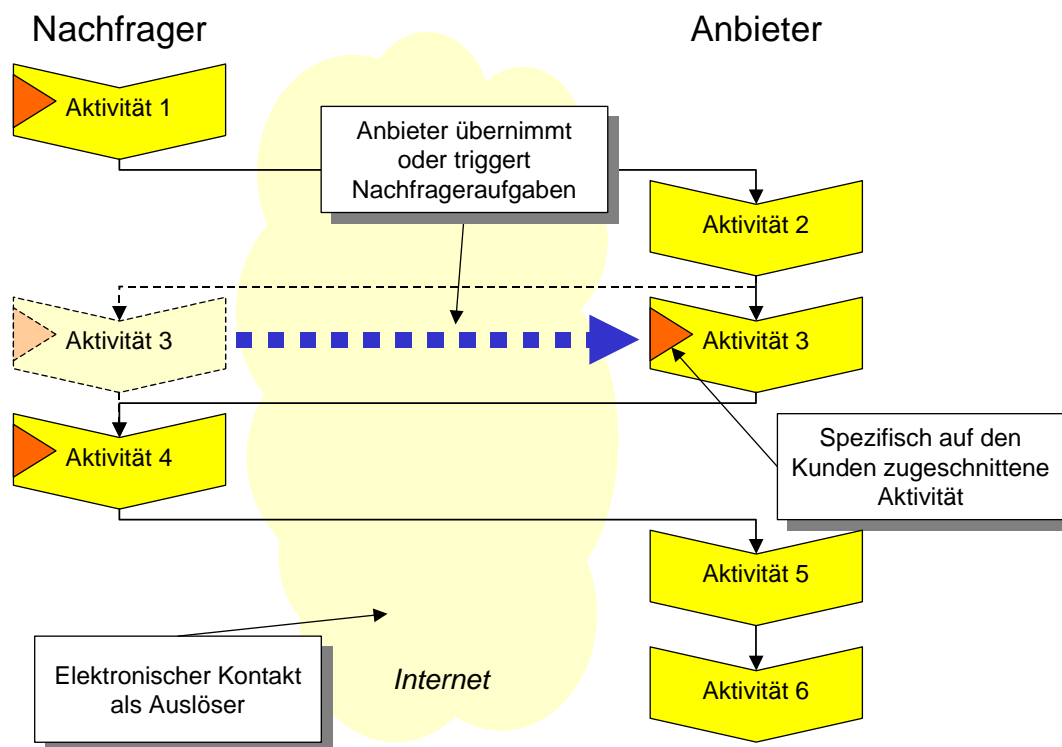 Nachfrager
Anbieter
Aktivität 1
Anbieter übernimmt
oder triggert
Nachfrageraufgaben
Aktivität 2
Aktivität 3
Aktivität 3
Aktivität 4
Spezifisch auf den
Kunden zugeschnittene
Aktivität
Aktivität 5
Elektronischer Kontakt
als Auslöser
Internet
Aktivität 6